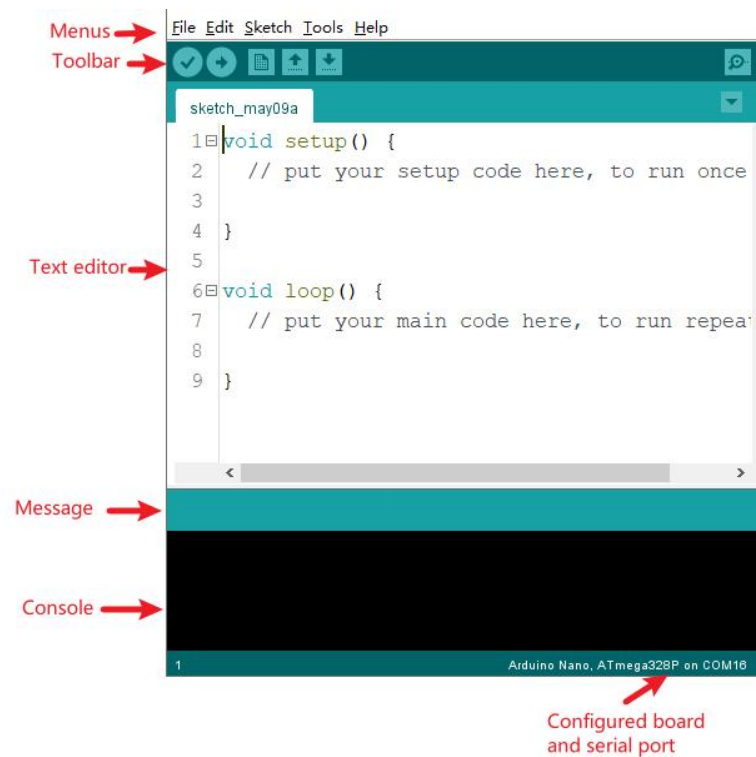 Menus
File Edit Sketch Tools Help
Toolbar
sketch_may09a
1 void setup() {
2 // put your setup code here, to run once
3
4 }
Text editor
5
6 void loop() {
7 // put your main code here, to run repea
8
9 }
Message
Console
1
Arduino Nano, ATmega328P on COM16
Configured board
and serial port